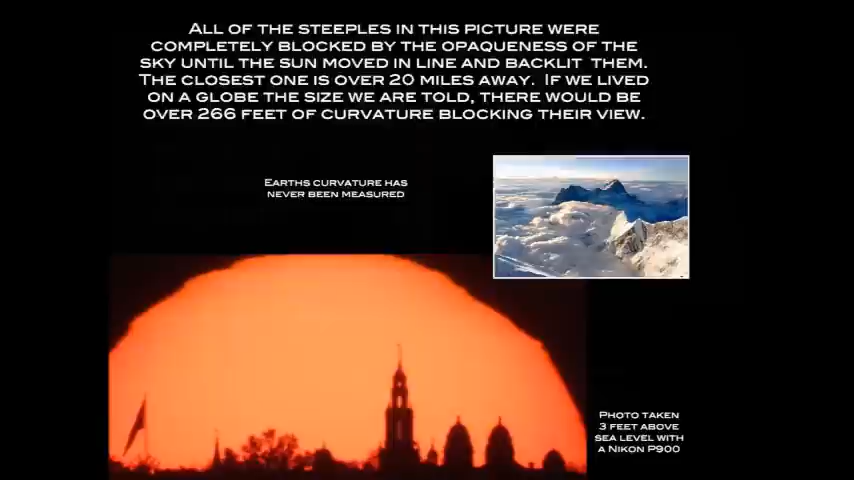 ALL OF THE STEEPLES IN THIS PICTURE WERE
COMPLETELY BLOCKED BY THE OPAQUENESS OF THE
SKY UNTIL THE SUN MOVED IN LINE AND BACKLIT THEM.
THE CLOSEST ONE IS OVER 20 MILES AWAY. IF WE LIVED
ON A GLOBE THE SIZE WE ARE TOLD, THERE WOULD BE
OVER 266 FEET OF CURVATURE BLOCKING THEIR VIEW.
EARTHS CURVATURE HAS
NEVER BEEN MEASURED
PHOTO TAKEN
3 FEET ABOVE
SEA LEVEL WITH
A NIKON P900